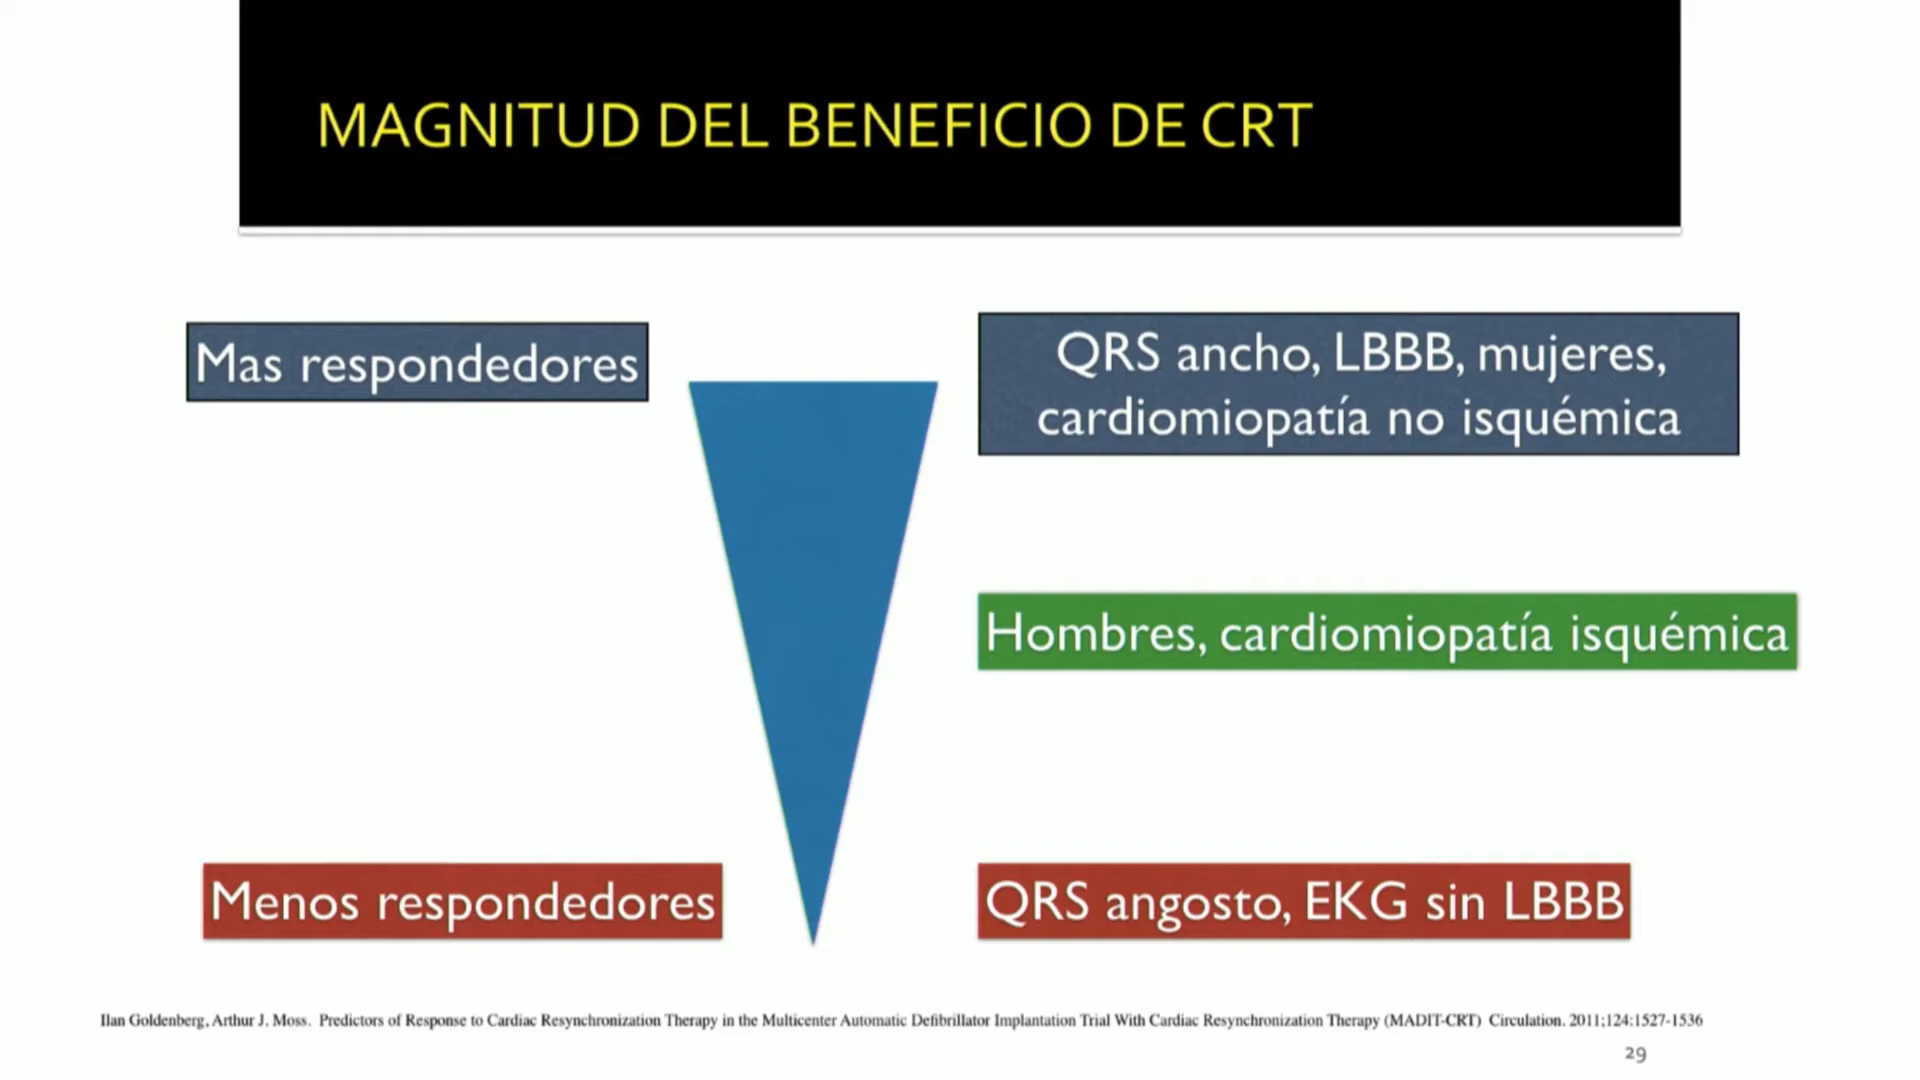 MAGNITUD DEL BENEFICIO DE CRT
Mas respondedores
QRS ancho, LBBB, mujeres,
cardiomiopatía no isquémica
Hombres, cardiomiopatía isquémica
Menos respondedores
QRS angosto, EKG sin LBBB
Ilan Goldenberg, Arthur J. Moss. Predictors of Response to Cardiac Resynchronization Therapy in the Multicenter Automatic Defibrillator Implantation Trial With Cardiac Resynchronization Therapy (MADIT-CRT) Circulation. 2011;124:1527-1536
29